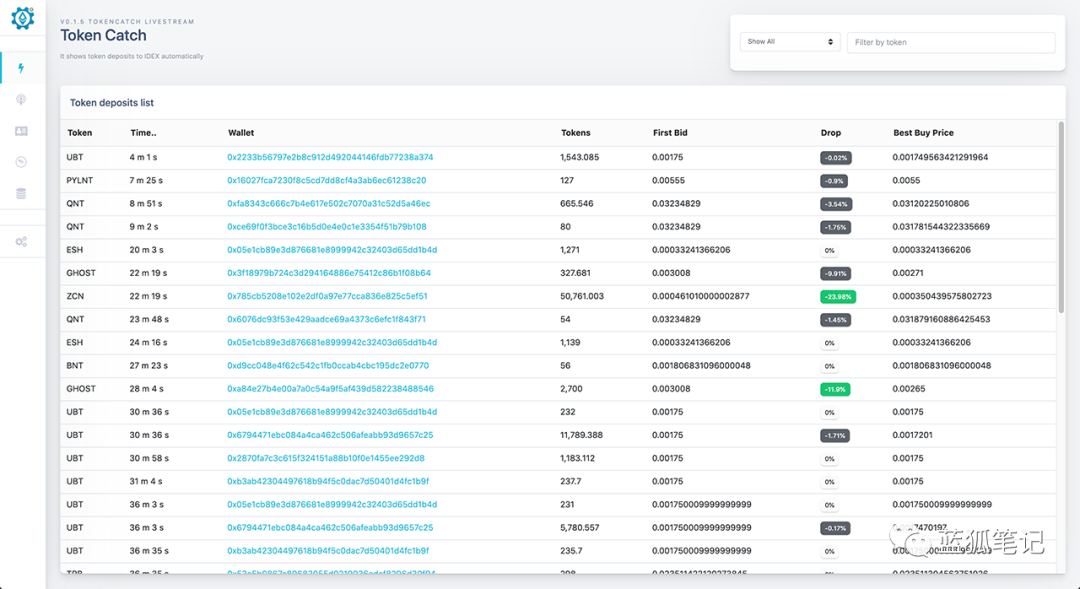 V0.1.5 TOKENCATCH LIVESTREAM
Token Catch
It shows token deposits to IDEX automatically
Show All Filter by token
Token deposits list
Token Time.. Wallet Tokens First Bid Drop Best Buy Price
UBT 4 m 1 s 0x2233b56797e2b8c912d492044146fdb77238a374 1,543.085 0.00175 -0.02% 0.001749563421291964
PYLNT 7 m 25 s 0x16027fca7230f8c5cd7dd8cf4a3ab6ec61238c20 127 0.00555 -0.9% 0.0055
QNT 8 m 51 s 0xfa8343c666c7b4e617e502c7070a31c52d5a46ec 665.546 0.03234829 -3.54% 0.03120225010806
QNT 9 m 2 s 0xce69f0f3bce3c16b5d0e4e0c1e3354f51b79b108 80 0.03234829 -1.75% 0.031781544322335669
ESH 20 m 3 s 0x05e1cb89e3d876681e8999942c32403d65dd1b4d 1,271 0.00033241366206 0% 0.00033241366206
GHOST 22 m 19 s 0x3f18979b724c3d294164886e75412c86b1f08b64 327.681 0.003008 -9.91% 0.00271
ZCN 22 m 19 s 0x785cb5208e102e2df0a97e77cca836e825c5ef51 50,761.003 0.000461010000002877 -23.98% 0.000350439575802723
QNT 23 m 48 s 0x6076dc93f53e429aadce69a4373c6efc1f843f71 54 0.03234829 -1.45% 0.031879160886425453
ESH 24 m 16 s 0x05e1cb89e3d876681e8999942c32403d65dd1b4d 1,139 0.00033241366206 0% 0.00033241366206
BNT 27 m 23 s 0xd9cc048e4f62c542c1fb0ccab4cbc195dc2e0770 56 0.001806831096000048 0% 0.001806831096000048
GHOST 28 m 4 s 0xa84e27b4e00a7a0c54a9f5af439d582238488546 2,700 0.003008 -11.9% 0.00265
UBT 30 m 36 s 0x05e1cb89e3d876681e8999942c32403d65dd1b4d 232 0.00175 0% 0.00175
UBT 30 m 36 s 0x6794471ebc084a4ca462c506afeabb93d9657c25 11,789.388 0.00175 -1.71% 0.0017201
UBT 30 m 58 s 0x2870fa7c3c615f324151a88b10f0e1455ee292d8 1,183.112 0.00175 0% 0.00175
UBT 31 m 4 s 0xb3ab42304497618b94f5c0dac7d50401d4fc1b9f 237.7 0.00175 0% 0.00175
UBT 36 m 3 s 0x05e1cb89e3d876681e8999942c32403d65dd1b4d 231 0.001750009999999999 0% 0.001750009999999999
UBT 36 m 3 s 0x6794471ebc084a4ca462c506afeabb93d9657c25 5,780.557 0.001750009999999999 -0.17%
UBT 36 m 35 s 0xb3ab42304497618b94f5c0dac7d50401d4fc1b9f 235.7 0.001750009999999999 0%
蓝狐笔记